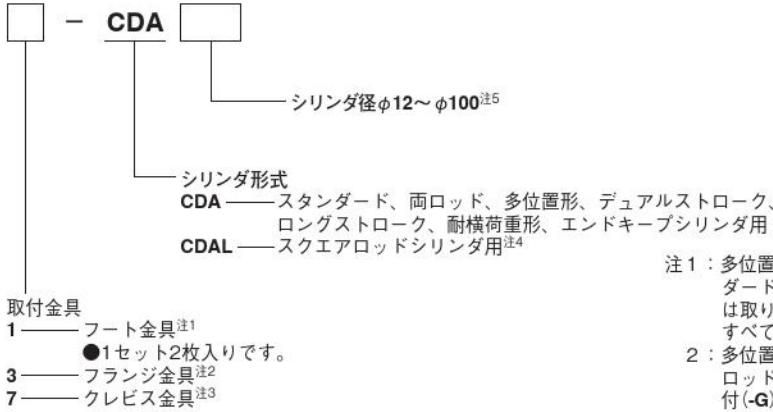 － CDA
シリンダ径φ12～φ100注5
シリンダ形式
CDA スタンダード、両ロッド、多位置形、デュアルストローク、
ロングストローク、耐横荷重形、エンドキープシリンダ用
CDAL スクエアロッドシリンダ用注4
取付金具
1 フート金具注1
●1セット2枚入りです。
3 フランジ金具注2
7 クレビス金具注3
注1：多位置
ダード
は取り
すべて
2：多位置
ロッド
付(-G)